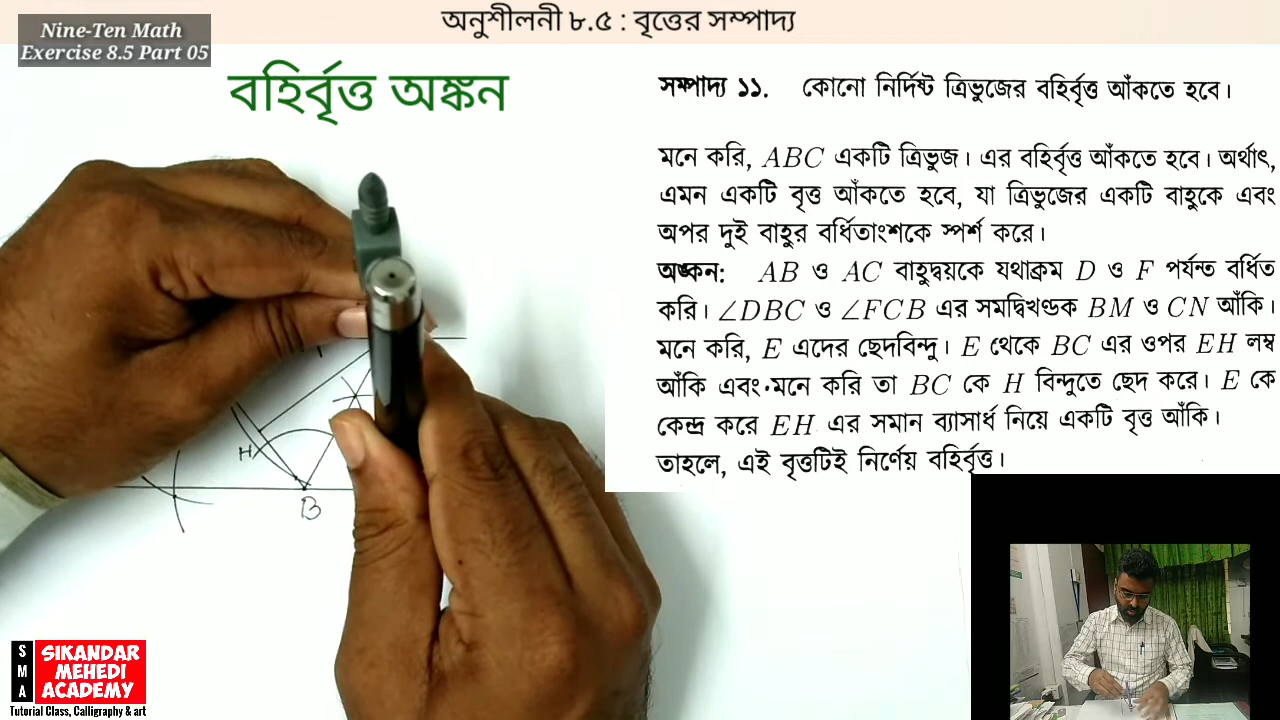 অনুশীলনী ৮.৫ : বৃত্তের সম্পাদ্য
Nine-Ten Math
Exercise 8.5 Part 05
বহির্বৃত্ত অঙ্কন
সম্পাদ্য ১১. কোনো নির্দিষ্ট ত্রিভুজের বহির্বৃত্ত আঁকতে হবে।
মনে করি, ABC একটি ত্রিভুজ। এর বহির্বৃত্ত আঁকতে হবে। অর্থাৎ,
এমন একটি বৃত্ত আঁকতে হবে, যা ত্রিভুজের একটি বাহুকে এবং
অপর দুই বাহুর বর্ধিতাংশকে স্পর্শ করে।
অঙ্কন: AB ও AC বাহুদ্বয়কে যথাক্রম D ও F পর্যন্ত বর্ধিত
করি। ∠DBC ও ∠FCB এর সমদ্বিখণ্ডক BM ও CN আঁকি।
মনে করি, E এদের ছেদবিন্দু। E থেকে BC এর ওপর EH লম্ব
আঁকি এবং মনে করি তা BC কে H বিন্দুতে ছেদ করে। E কে
কেন্দ্র করে EH এর সমান ব্যাসার্ধ নিয়ে একটি বৃত্ত আঁকি।
তাহলে, এই বৃত্তটিই নির্ণেয় বহির্বৃত্ত।
H
B
SMA
SIKANDAR
MEHEDI
ACADEMY
Tutorial Class, Calligraphy & art